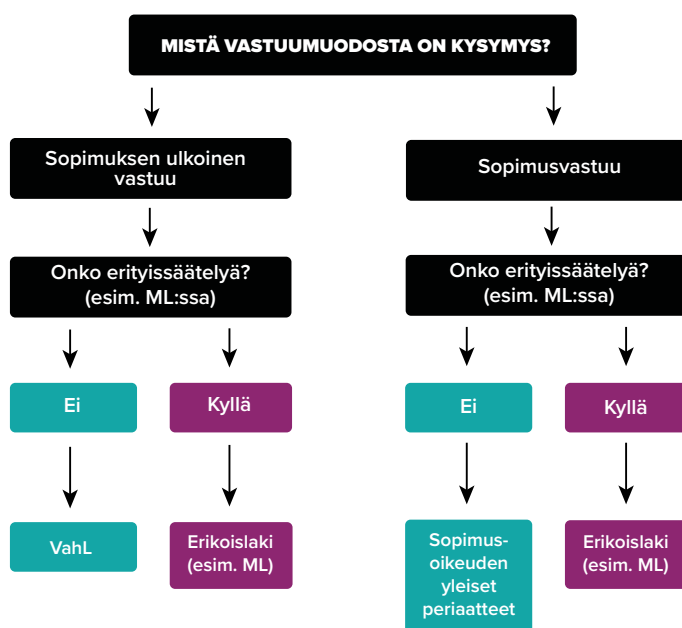 MISTÄ VASTUUMUODOSTA ON KYSYMYS?
Sopimuksen ulkoinen
vastuu
Sopimusvastuu
Onko erityissäätelyä?
(esim. ML:ssa)
Onko erityissäätelyä?
(esim. ML:ssa)
Ei
Kyllä
Ei
Kyllä
VahL
Erikoislaki
(esim. ML)
Sopimus-
oikeuden
yleiset
periaatteet
Erikoislaki
(esim. ML)